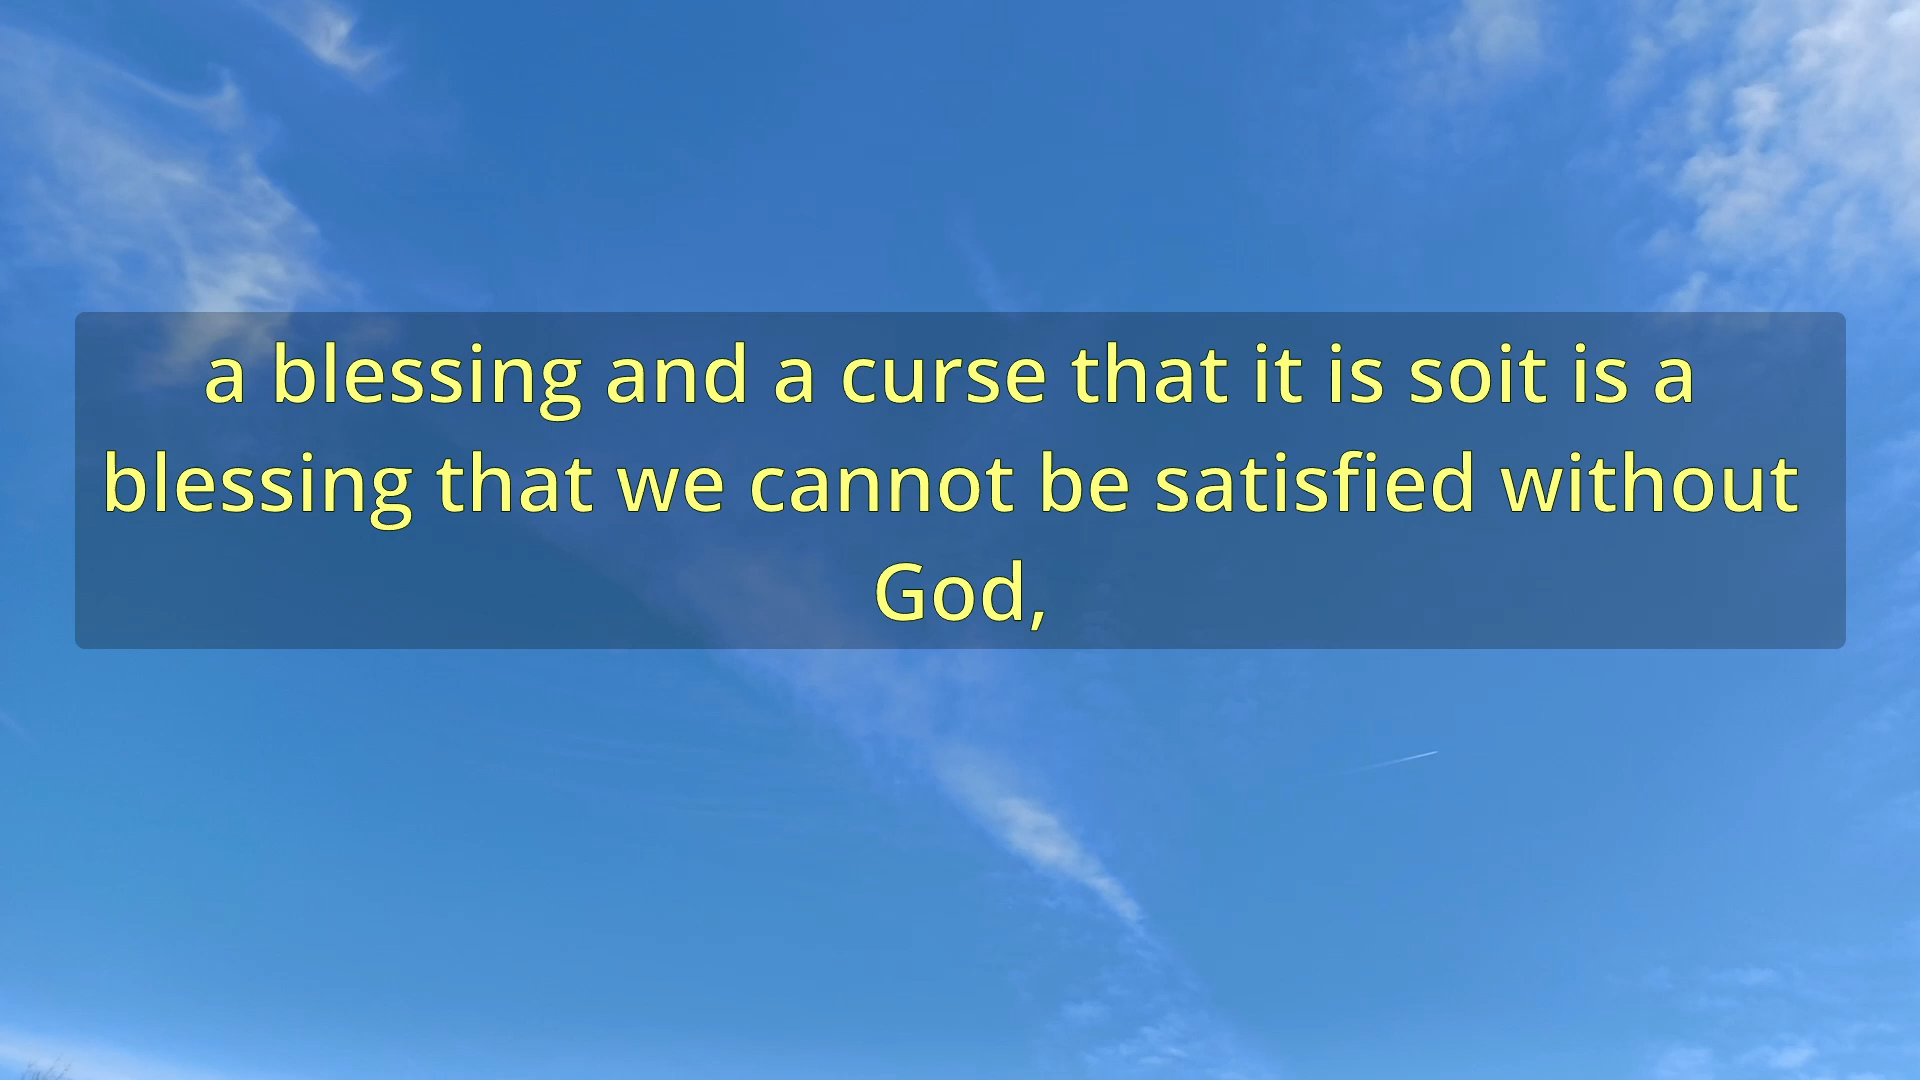 a blessing and a curse that it is soit is a
blessing that we cannot be satisfied without
God,